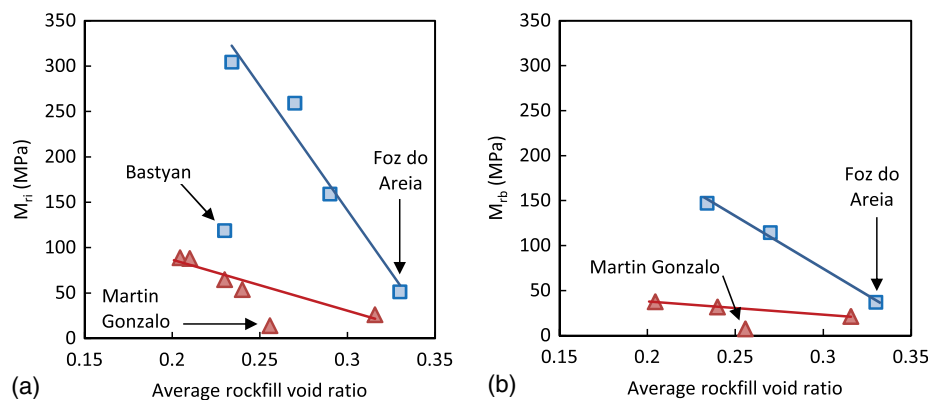 350
300
250
200
150
100
50
0
0.15
0.2
0.25
0.3
0.35
M_ri (MPa)
Average rockfill void ratio
Bastyan
Foz do
Areia
Martin
Gonzalo
(a)
350
300
250
200
150
100
50
0
0.15
0.2
0.25
0.3
0.35
M_rb (MPa)
Average rockfill void ratio
Foz do
Areia
Martin Gonzalo
(b)